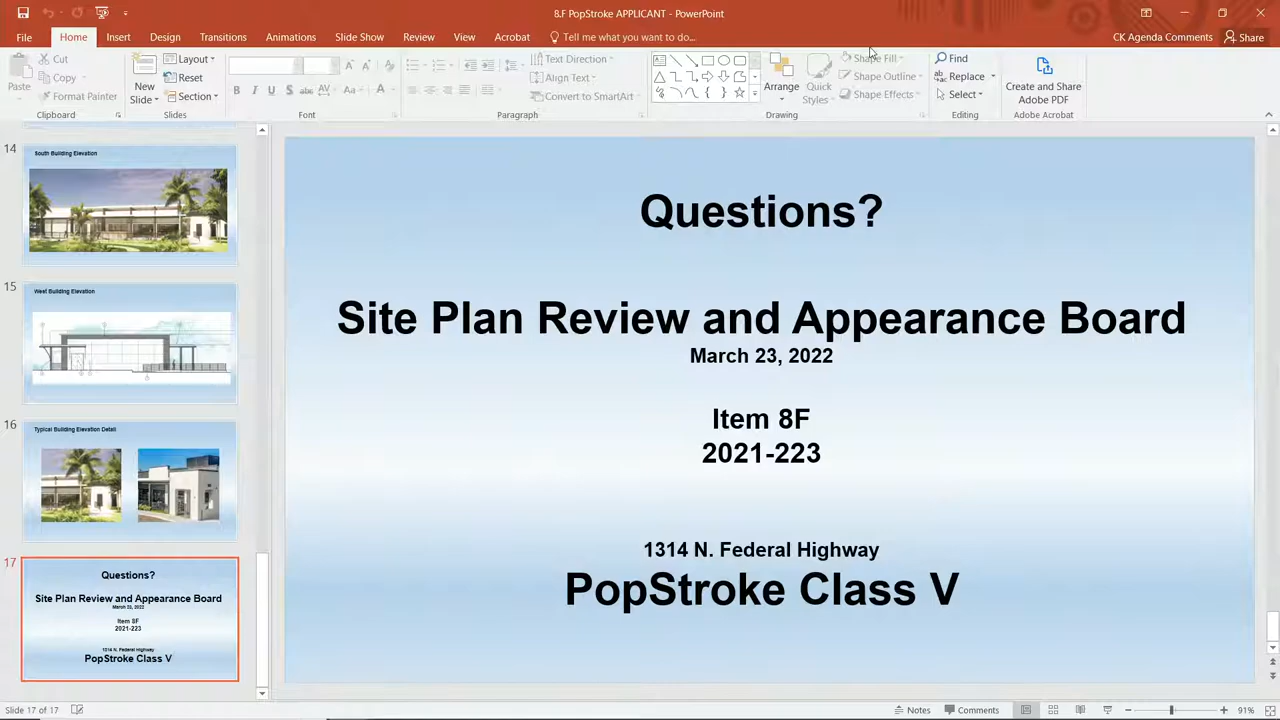 8.F PopStroke APPLICANT - PowerPoint
File Home Insert Design Transitions Animations Slide Show Review View Acrobat Tell me what you want to do... CK Agenda Comments Share
Paste
Cut
Copy
Format Painter
Clipboard
New Slide
Layout
Reset
Section
Slides
Font
Text Direction
Align Text
Convert to SmartArt
Paragraph
Arrange
Quick Styles
Shape Fill
Shape Outline
Shape Effects
Drawing
Find
Replace
Select
Editing
Create and Share Adobe PDF
Adobe Acrobat
14
South Building Elevation
15
West Building Elevation
16
Typical Building Elevation Detail
17
Questions?
Site Plan Review and Appearance Board
March 23, 2022
Item 8F
2021-223
1314 N. Federal Highway
PopStroke Class V
Questions?
Site Plan Review and Appearance Board
March 23, 2022
Item 8F
2021-223
1314 N. Federal Highway
PopStroke Class V
Slide 17 of 17 Notes Comments 91%